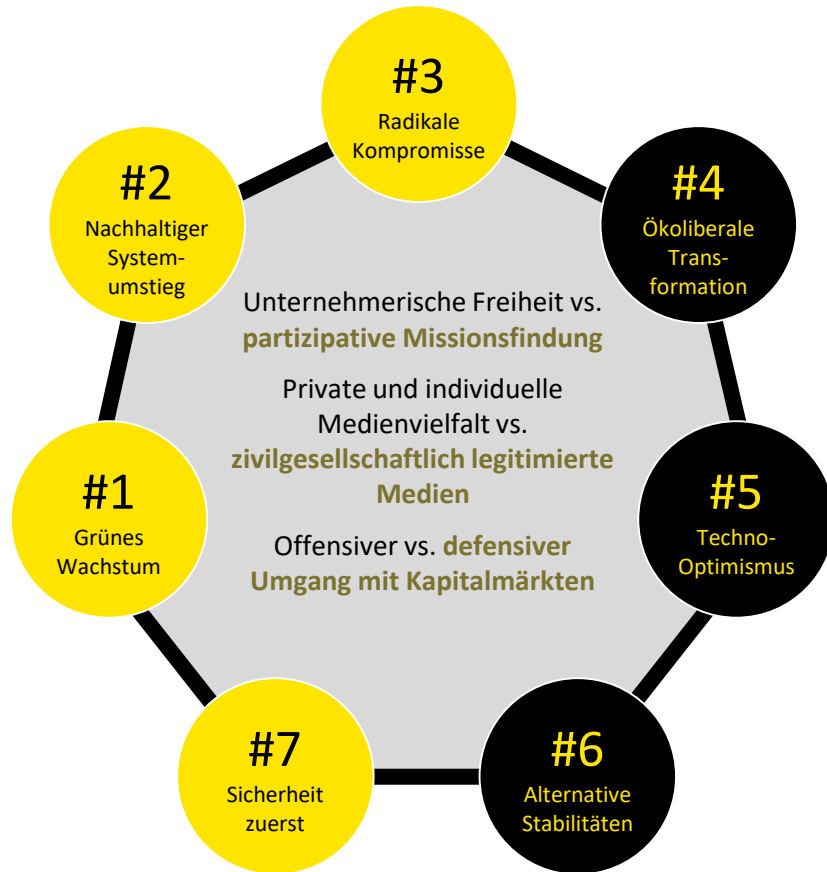 #3
Radikale
Kompromisse
#2
Nachhaltiger
System-
umstieg
#4
Ökoliberale
Trans-
formation
Unternehmerische Freiheit vs.
partizipative Missionsfindung
Private und individuelle
Medienvielfalt vs.
zivilgesellschaftlich legitimierte
Medien
Offensiver vs. defensiver
Umgang mit Kapitalmärkten
#1
Grünes
Wachstum
#5
Techno-
Optimismus
#7
Sicherheit
zuerst
#6
Alternative
Stabilitäten